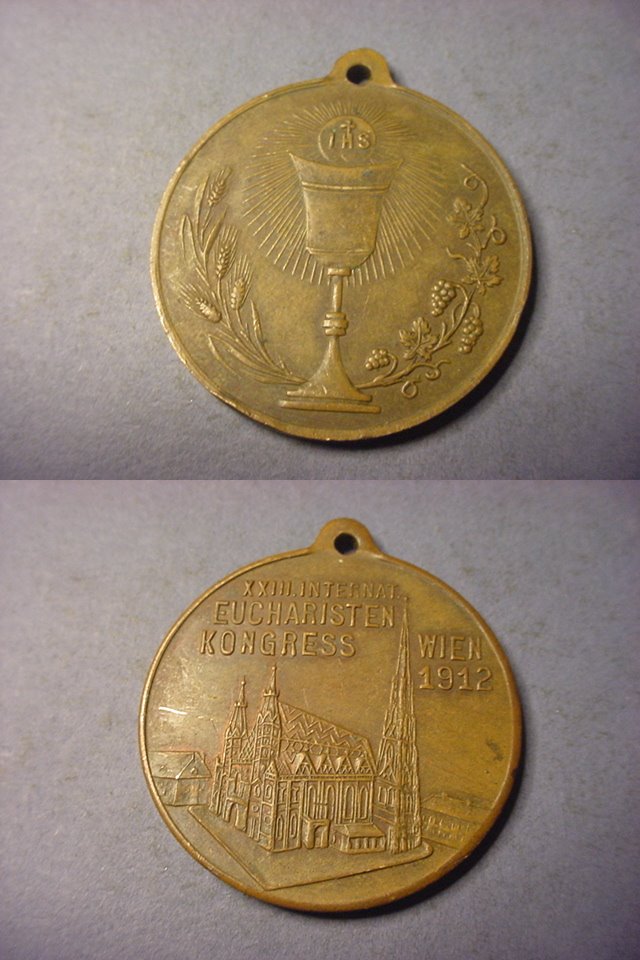 IHS
XXIII. INTERNAT.
EUCHARISTEN
KONGRESS WIEN
1912